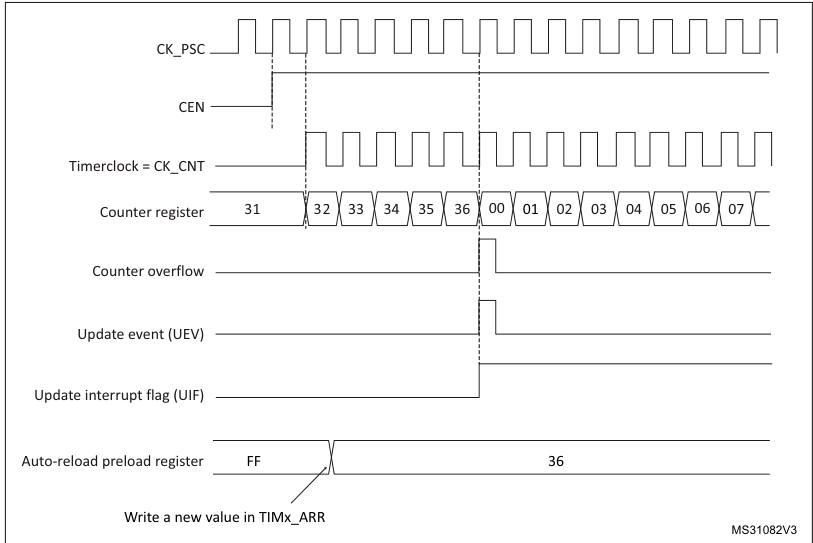 CK_PSC
CEN
Timerclock = CK_CNT
Counter register 31 32 33 34 35 36 00 01 02 03 04 05 06 07
Counter overflow
Update event (UEV)
Update interrupt flag (UIF)
Auto-reload preload register FF 36
Write a new value in TIMx_ARR
MS31082V3